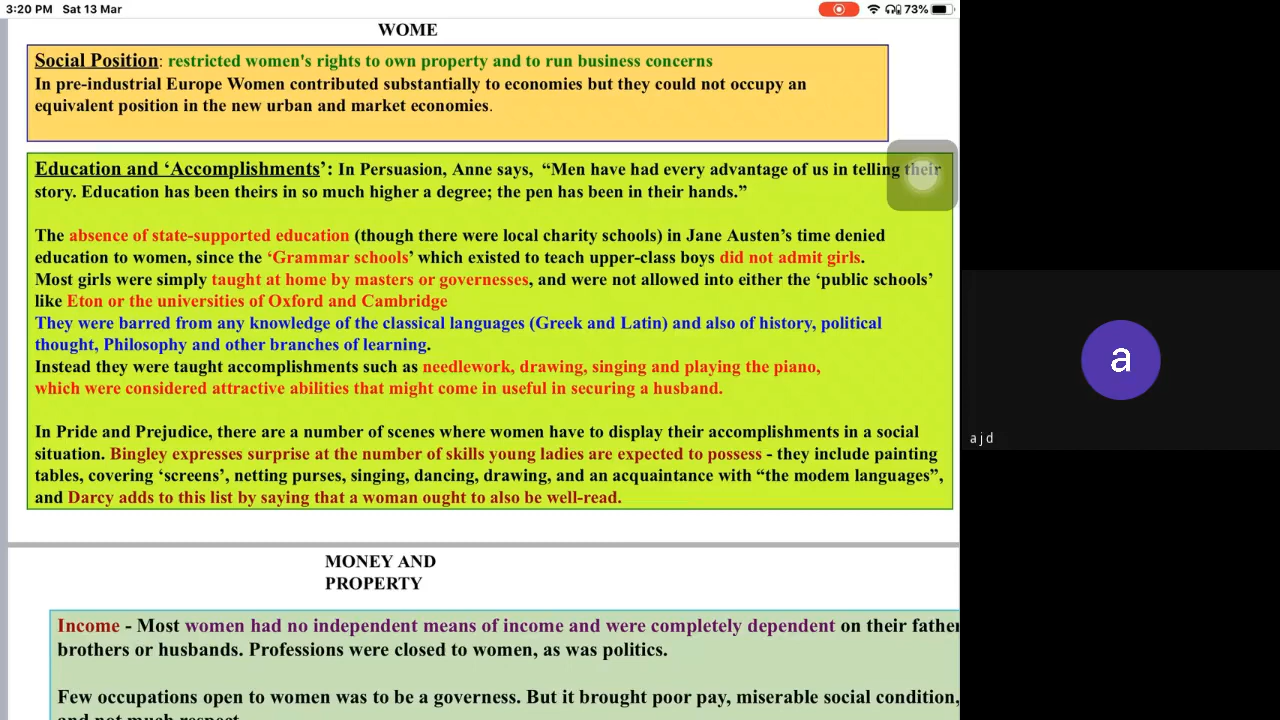 3:20 PM Sat 13 Mar
73%
WOME
Social Position: restricted women's rights to own property and to run business concerns
In pre-industrial Europe Women contributed substantially to economies but they could not occupy an
equivalent position in the new urban and market economies.
Education and ‘Accomplishments’: In Persuasion, Anne says, “Men have had every advantage of us in telling their
story. Education has been theirs in so much higher a degree; the pen has been in their hands.”
The absence of state-supported education (though there were local charity schools) in Jane Austen’s time denied
education to women, since the ‘Grammar schools’ which existed to teach upper-class boys did not admit girls.
Most girls were simply taught at home by masters or governesses, and were not allowed into either the ‘public schools’
like Eton or the universities of Oxford and Cambridge
They were barred from any knowledge of the classical languages (Greek and Latin) and also of history, political
thought, Philosophy and other branches of learning.
Instead they were taught accomplishments such as needlework, drawing, singing and playing the piano,
which were considered attractive abilities that might come in useful in securing a husband.
In Pride and Prejudice, there are a number of scenes where women have to display their accomplishments in a social
situation. Bingley expresses surprise at the number of skills young ladies are expected to possess - they include painting
tables, covering ‘screens’, netting purses, singing, dancing, drawing, and an acquaintance with “the modem languages”,
and Darcy adds to this list by saying that a woman ought to also be well-read.
MONEY AND
PROPERTY
Income - Most women had no independent means of income and were completely dependent on their father
brothers or husbands. Professions were closed to women, as was politics.
Few occupations open to women was to be a governess. But it brought poor pay, miserable social condition,
and not much respect
a
ajd